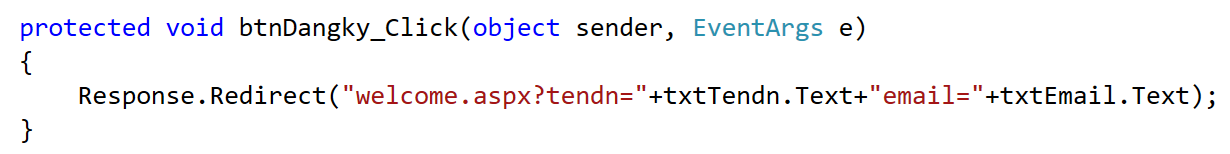 protected void btnDangky_Click(object sender, EventArgs e)
{
    Response.Redirect("welcome.aspx?tendn="+txtTendn.Text+"email="+txtEmail.Text);
}